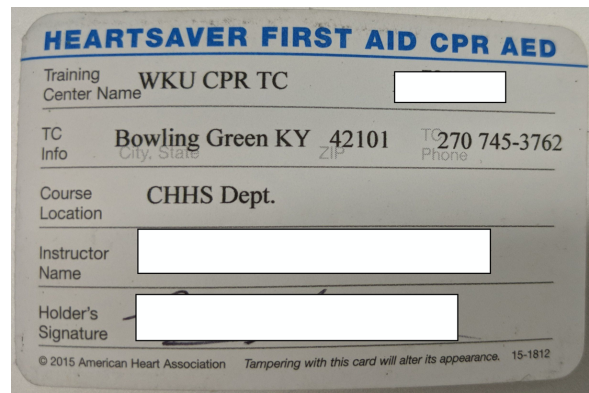 HEARTSAVER FIRST AID CPR AED
Training Center Name WKU CPR TC
TC Info Bowling Green KY 42101 270 745-3762
City, State ZIP TC Phone
Course Location CHHS Dept.
Instructor Name
Holder's Signature
© 2015 American Heart Association Tampering with this card will alter its appearance. 15-1812